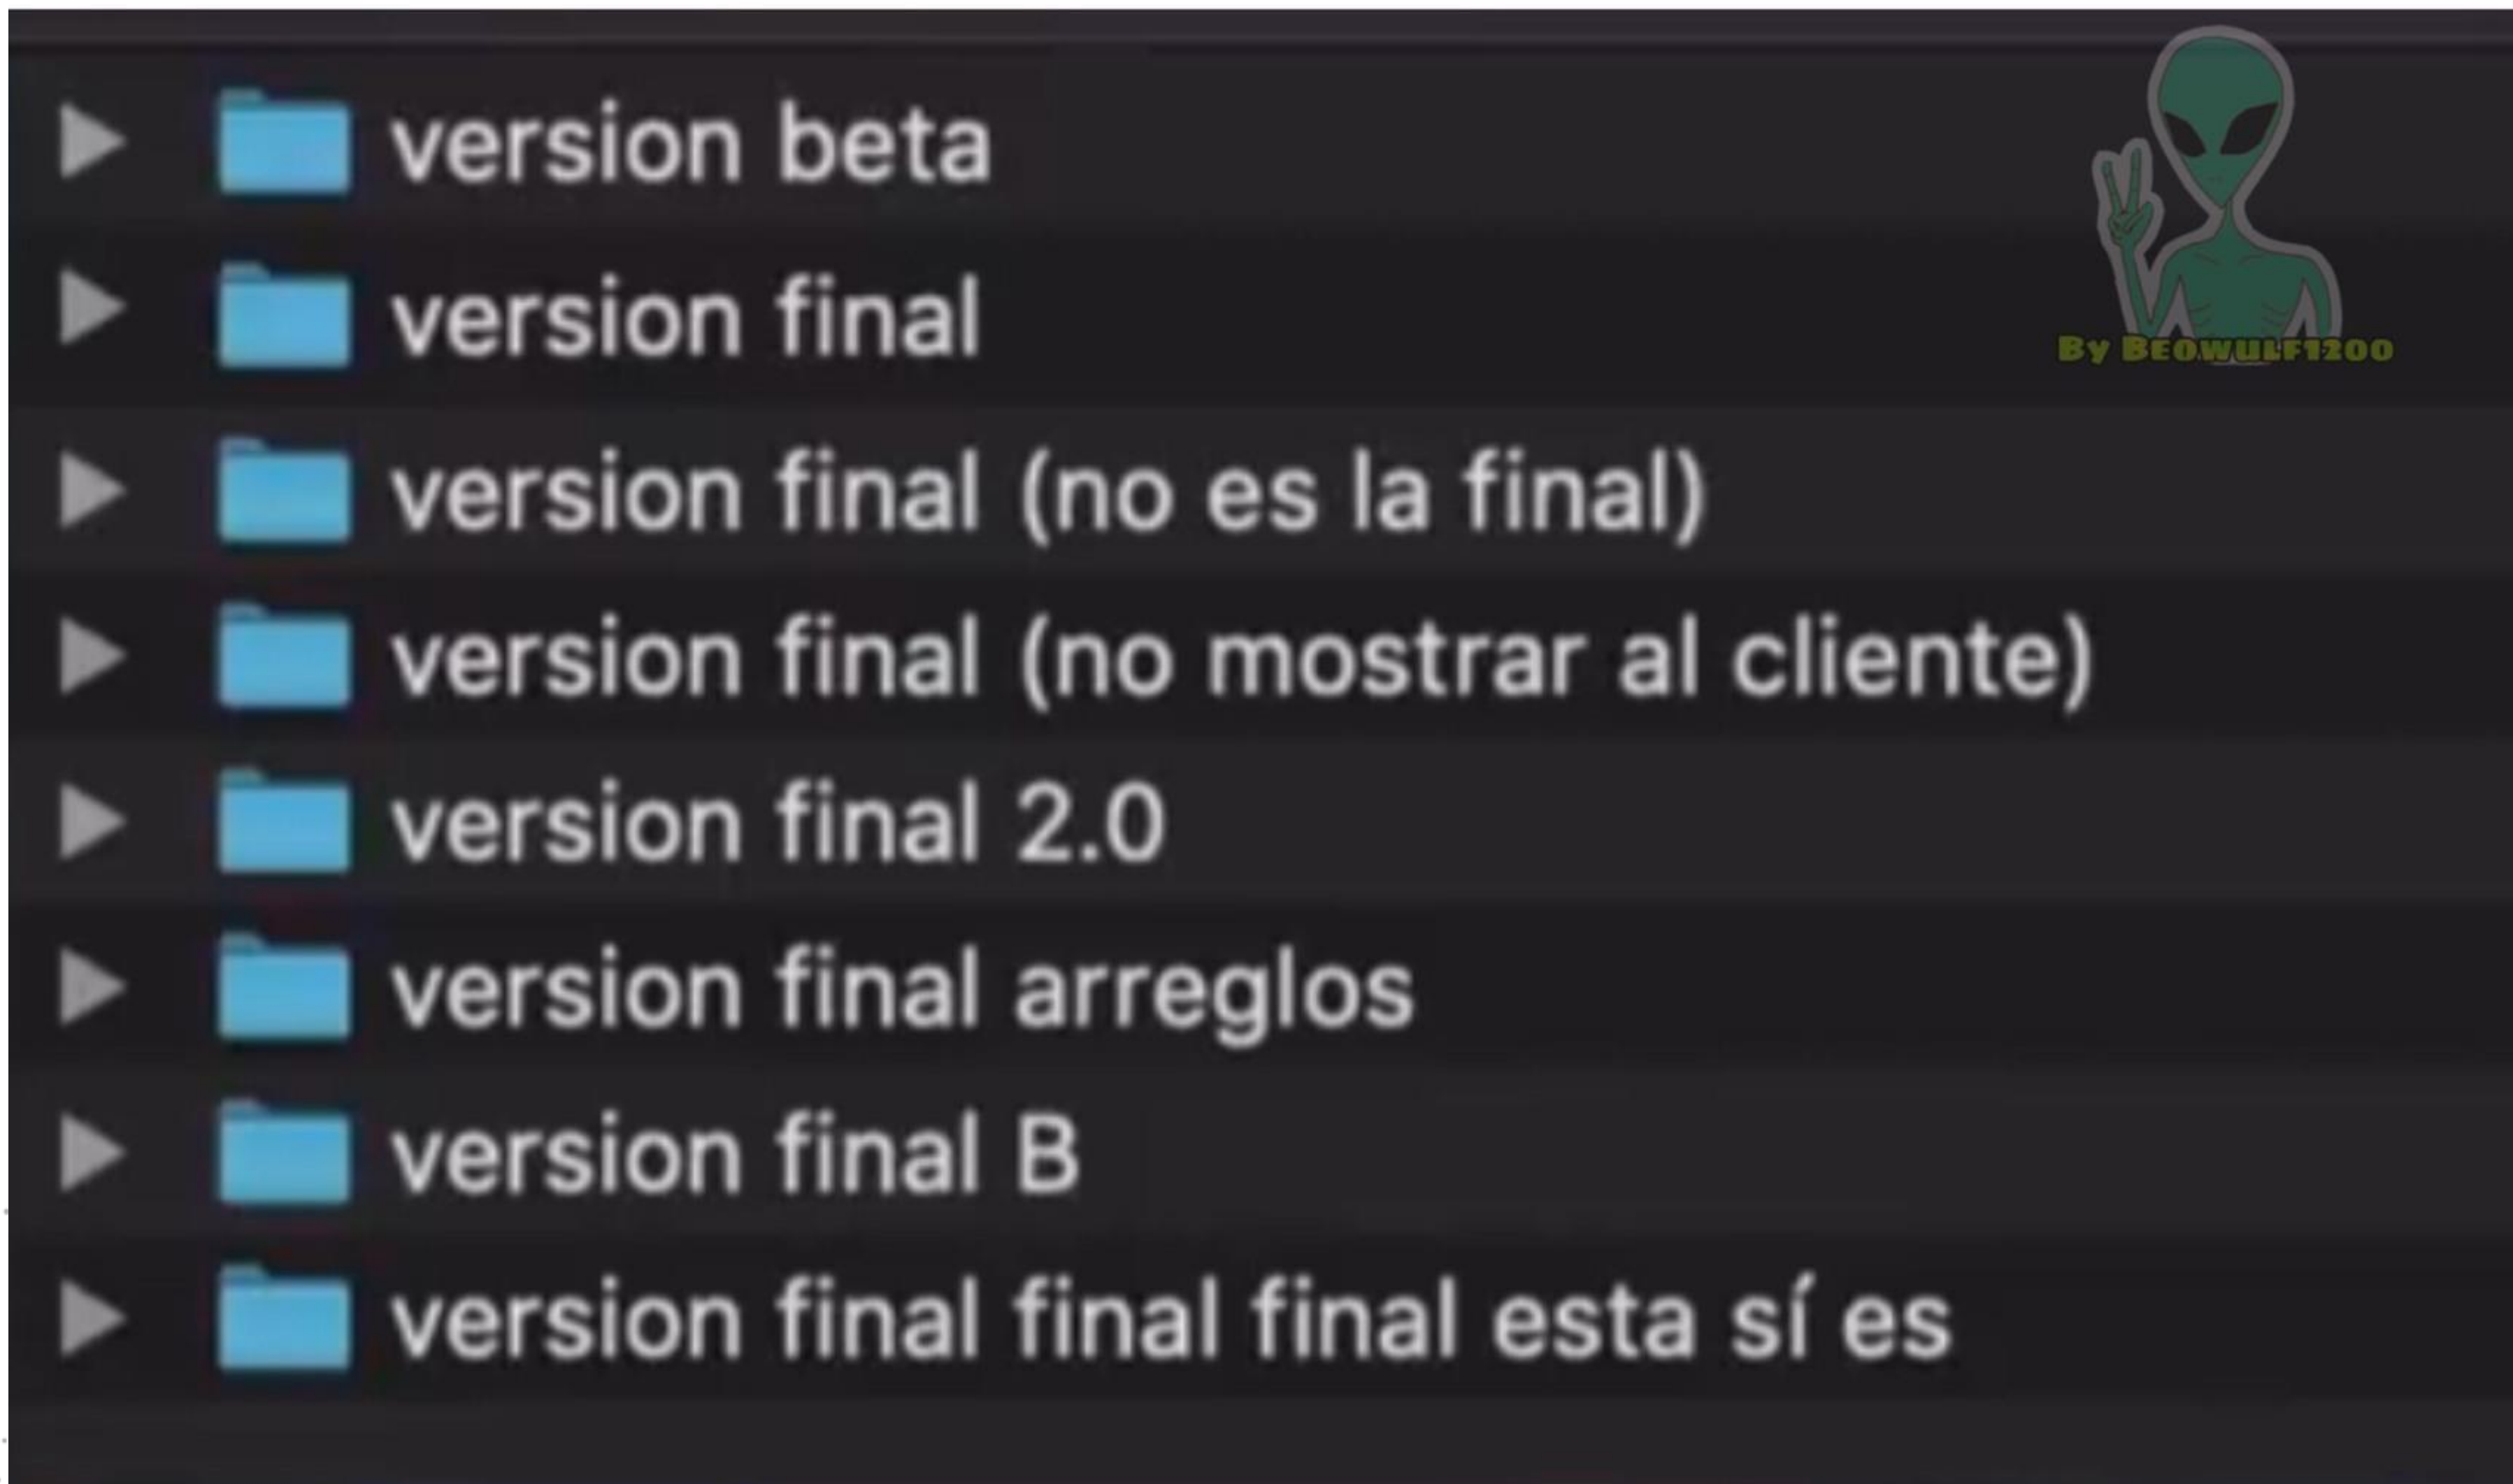 version beta
version final
By Beowulf1200
version final (no es la final)
version final (no mostrar al cliente)
version final 2.0
version final arreglos
version final B
version final final final esta sí es